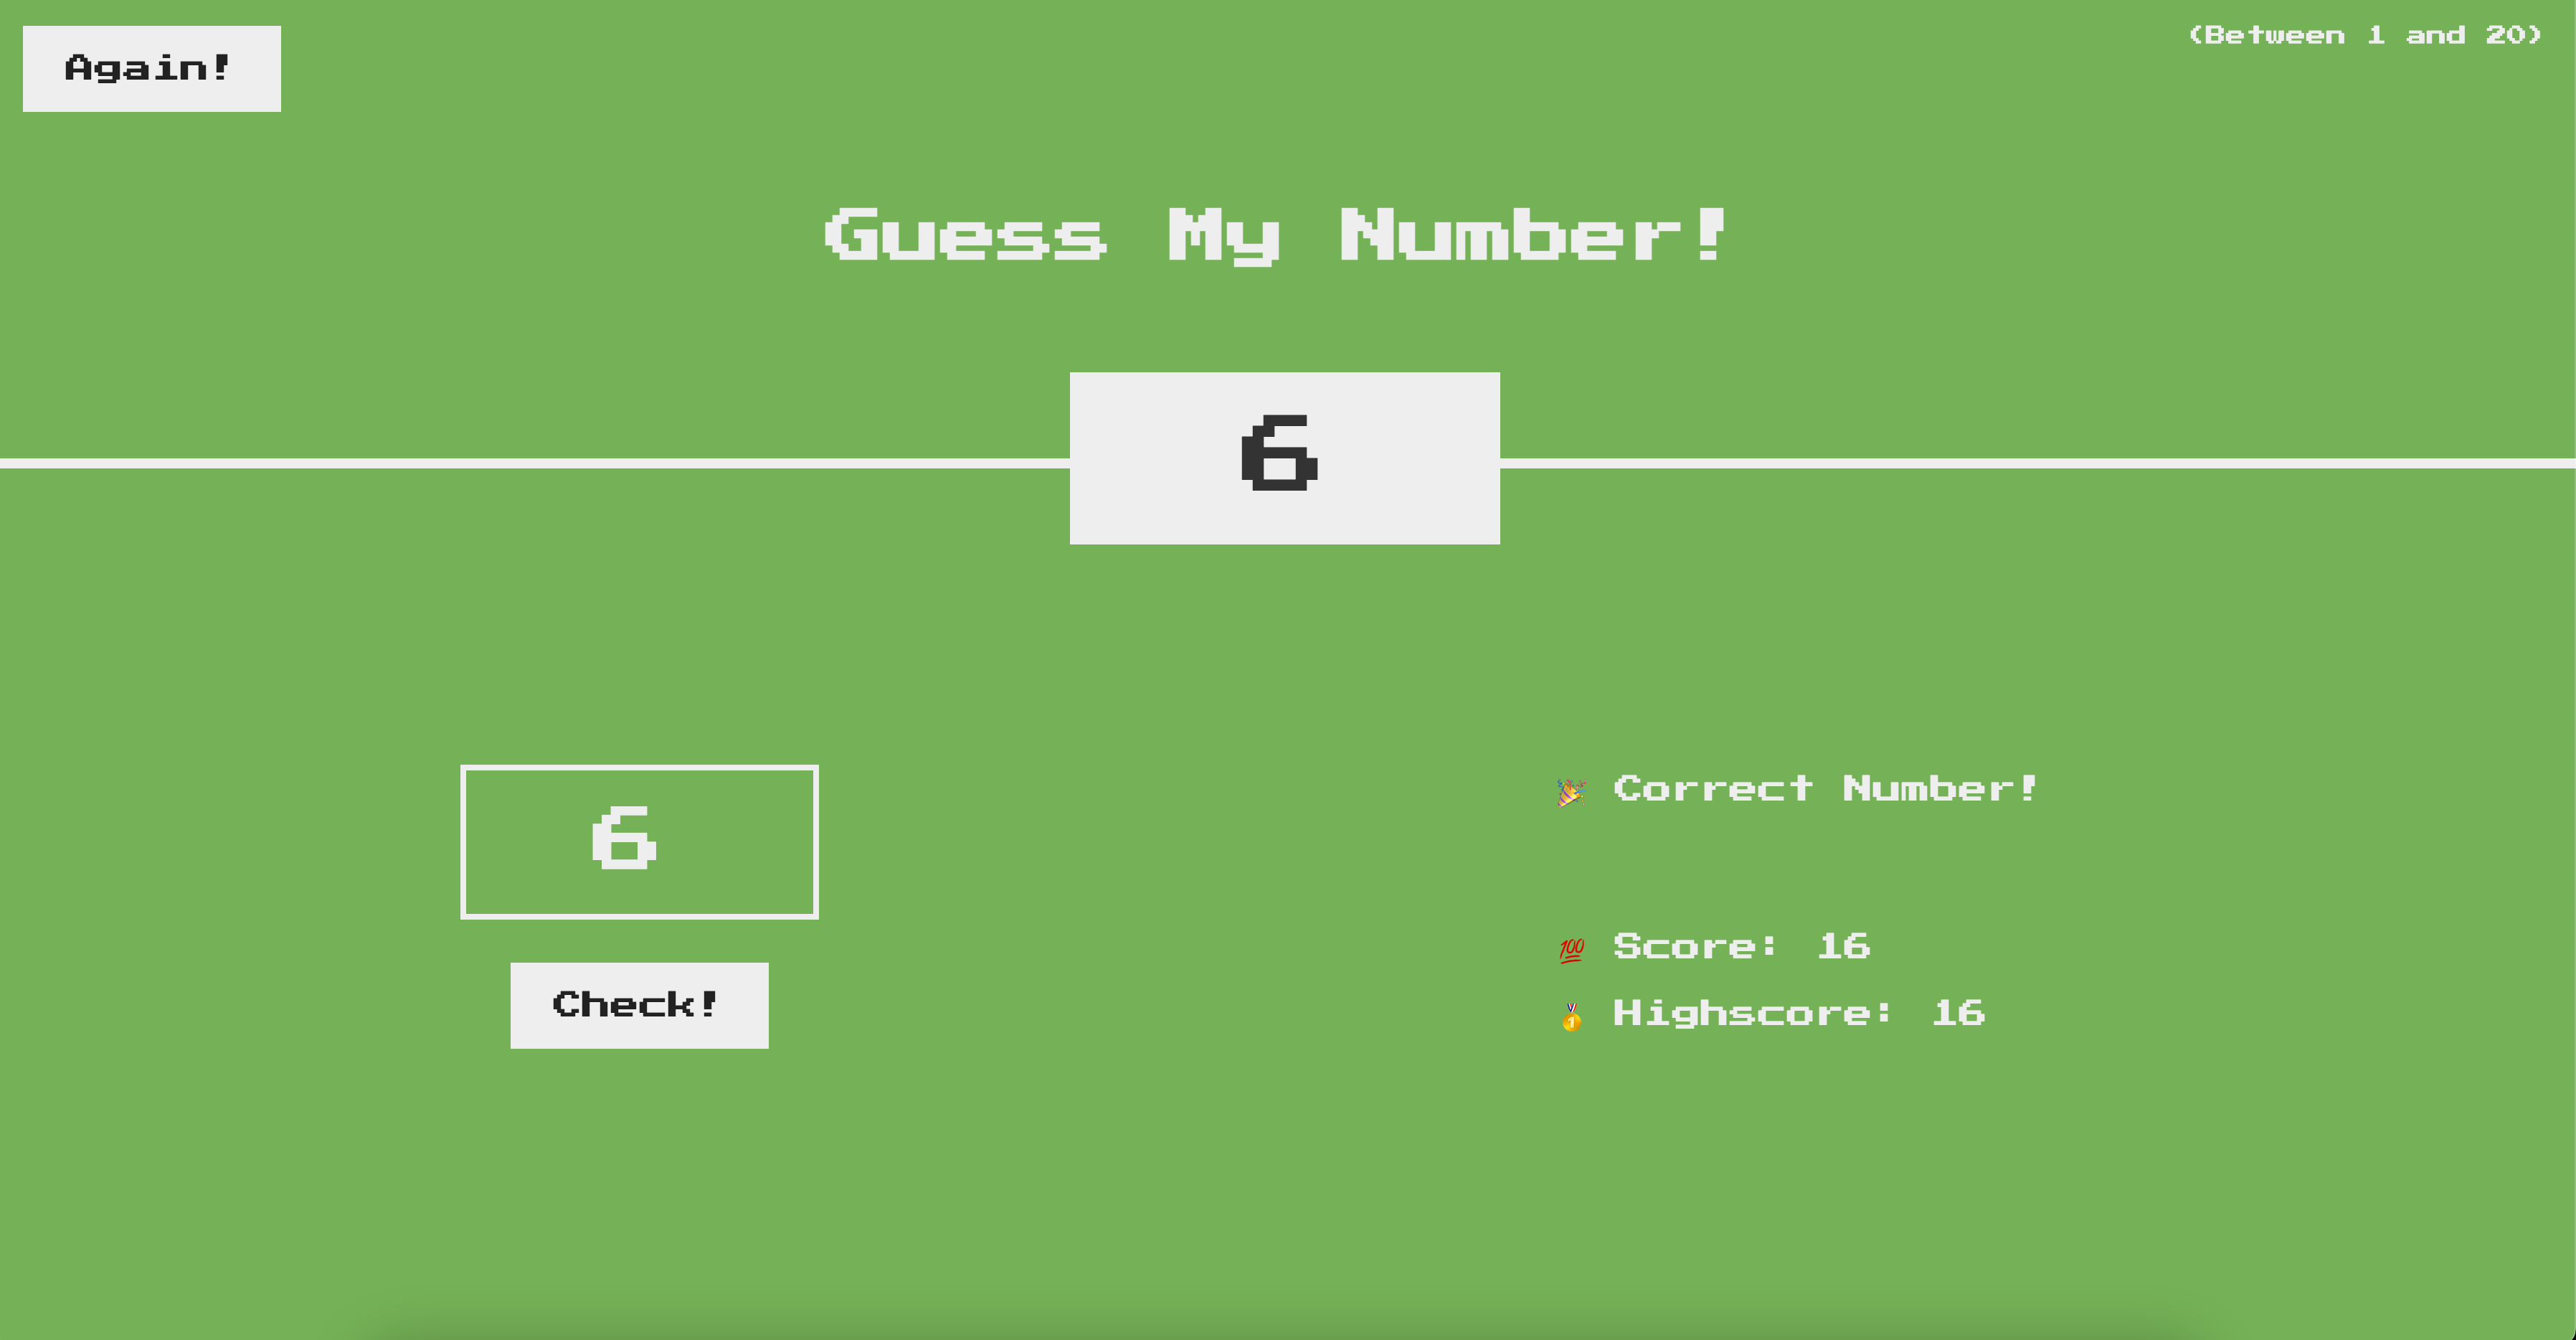 Again!
(Between 1 and 20)
Guess My Number!
6
6
Check!
🎉 Correct Number!
💯 Score: 16
🥇 Highscore: 16